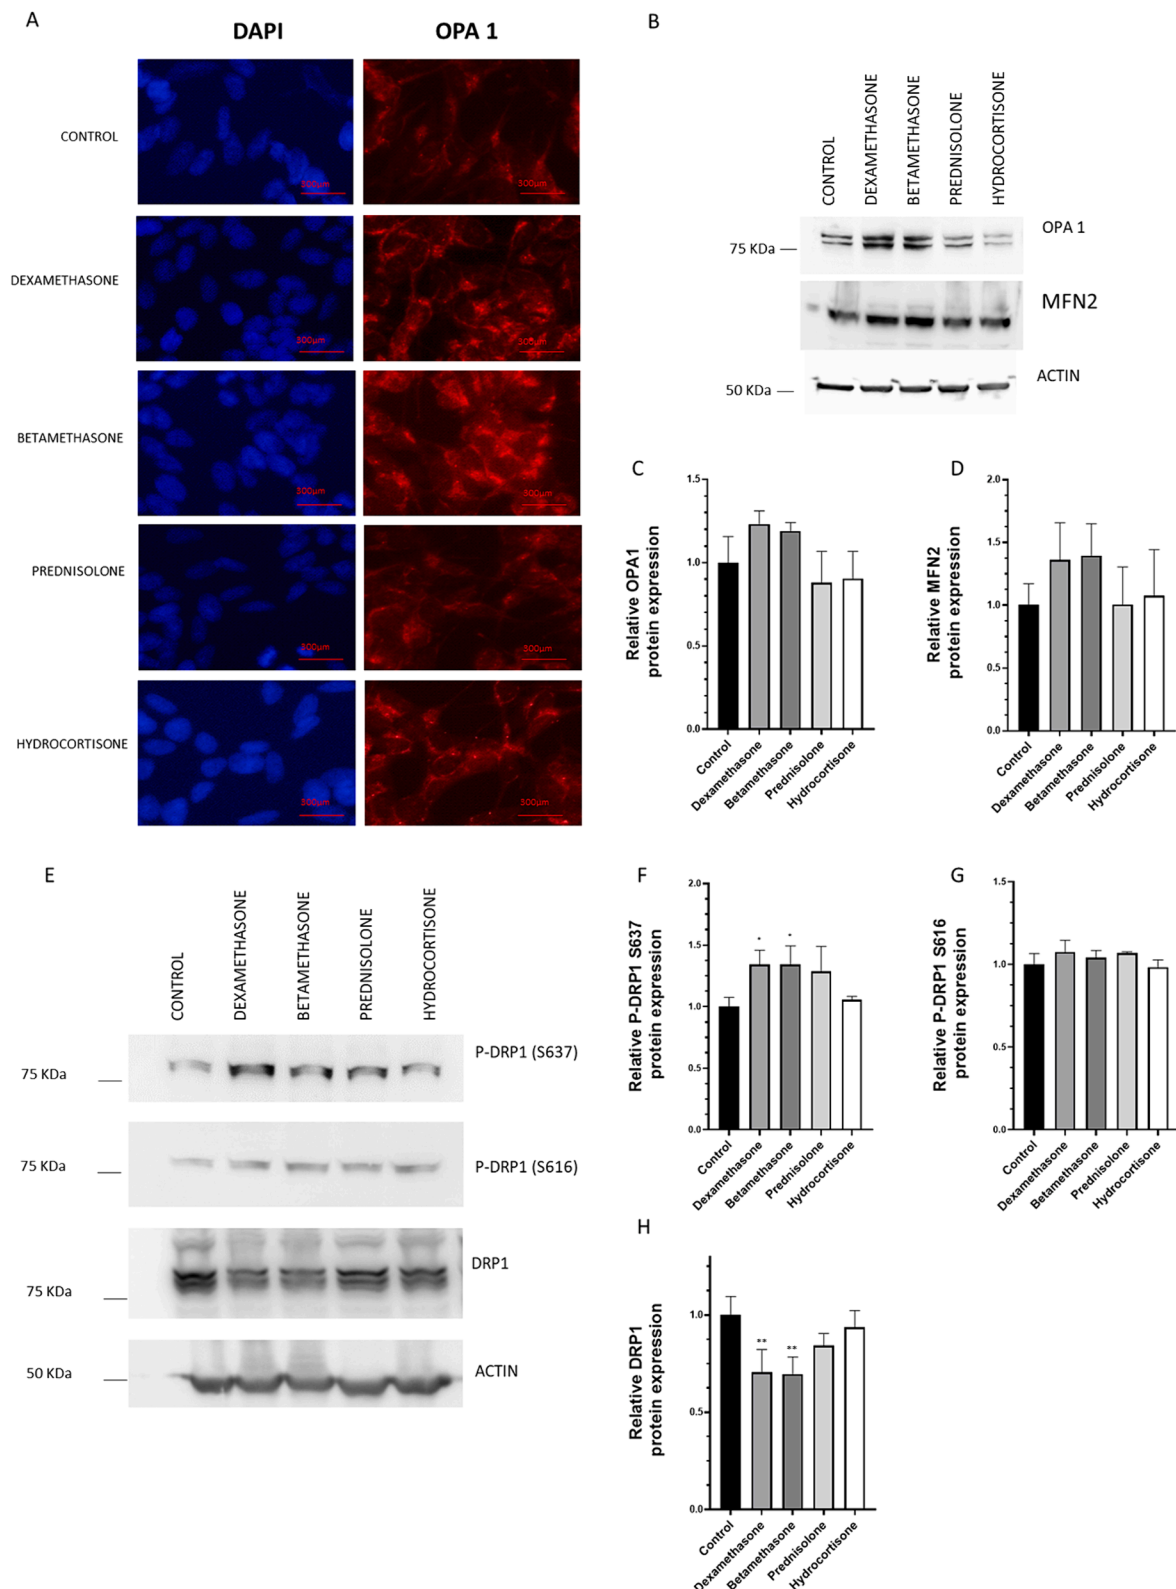 A
DAPI
OPA 1
CONTROL
300µm
300µm
DEXAMETHASONE
300µm
300µm
BETAMETHASONE
300µm
300µm
PREDNISOLONE
300µm
300µm
HYDROCORTISONE
300µm
300µm
B
CONTROL
DEXAMETHASONE
BETAMETHASONE
PREDNISOLONE
HYDROCORTISONE
OPA 1
75 KDa
MFN2
ACTIN
50 KDa
C
Relative OPA1
protein expression
1.5
1.0
0.5
0.0
Control
Dexamethasone
Betamethasone
Prednisolone
Hydrocortisone
D
Relative MFN2
protein expression
2.0
1.5
1.0
0.5
0.0
Control
Dexamethasone
Betamethasone
Prednisolone
Hydrocortisone
E
CONTROL
DEXAMETHASONE
BETAMETHASONE
PREDNISOLONE
HYDROCORTISONE
P-DRP1 (S637)
75 KDa
75 KDa
P-DRP1 (S616)
DRP1
75 KDa
50 KDa
ACTIN
F
Relative P-DRP1 S637
protein expression
2.0
1.5
1.0
0.5
0.0
*
*
Control
Dexamethasone
Betamethasone
Prednisolone
Hydrocortisone
G
Relative P-DRP1 S616
protein expression
1.5
1.0
0.5
0.0
Control
Dexamethasone
Betamethasone
Prednisolone
Hydrocortisone
H
Relative DRP1
protein expression
1.0
0.5
0.0
**
**
Control
Dexamethasone
Betamethasone
Prednisolone
Hydrocortisone